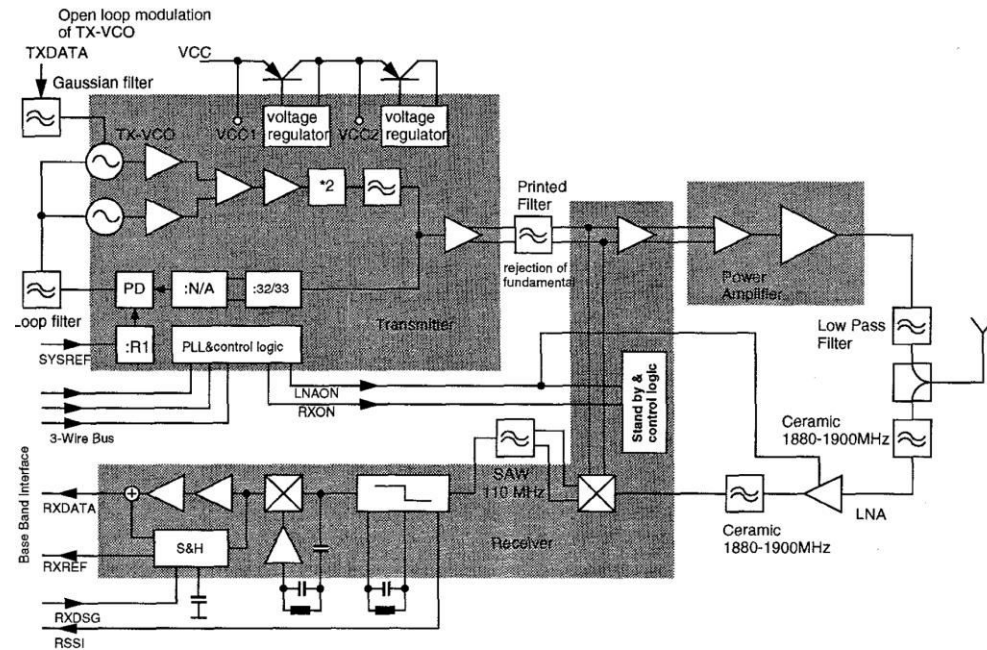 Open loop modulation
of TX-VCO
TXDATA
Gaussian filter
VCC
TX-VCO
VCC1
voltage
regulator
VCC2
voltage
regulator
*2
Printed
Filter
rejection of
fundamental
Power
Amplifier
PD
:N/A
:32/33
Transmitter
Loop filter
:R1
PLL&control logic
SYSREF
LNAON
RXON
3-Wire Bus
Stand by &
control logic
Low Pass
Filter
Ceramic
1880-1900MHz
SAW
110 MHz
LNA
Ceramic
1880-1900MHz
Receiver
Base Band Interface
RXDATA
S&H
RXREF
RXDSG
RSSI